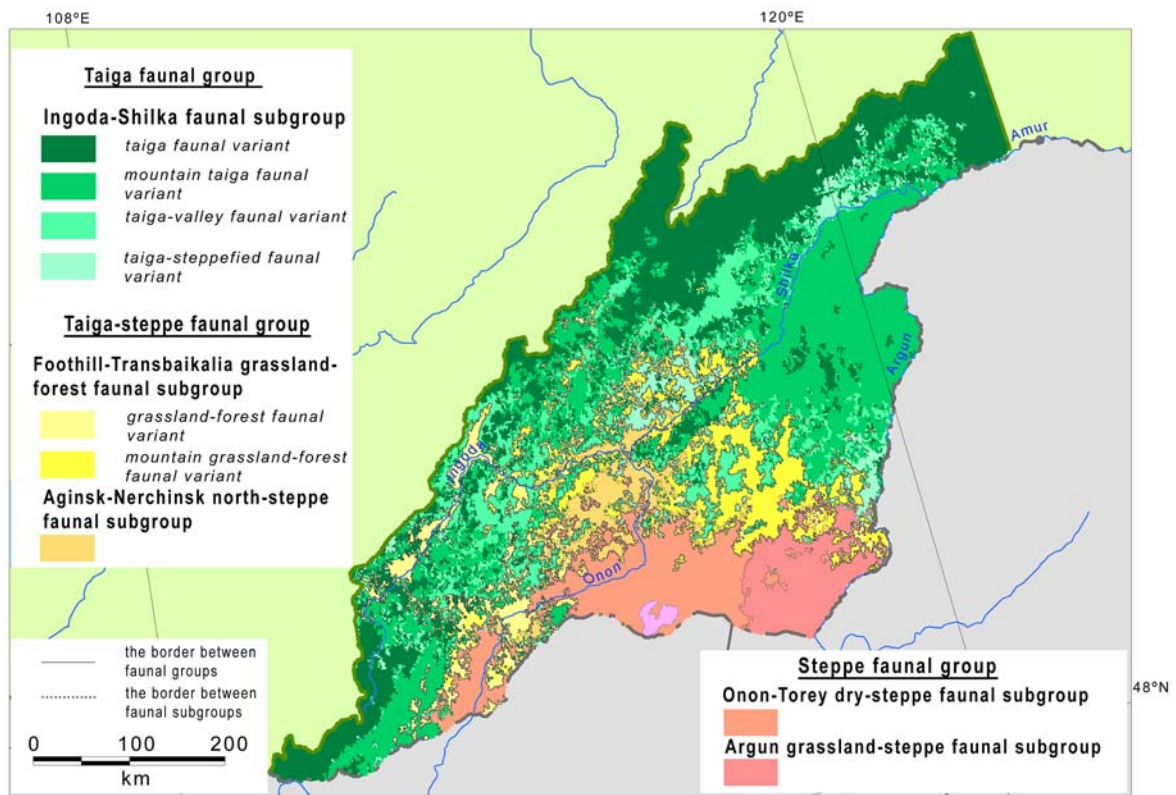 108°E
120°E
Taiga faunal group
Ingoda-Shilka faunal subgroup
taiga faunal variant
mountain taiga faunal
variant
taiga-valley faunal variant
taiga-steppefied faunal
variant
Taiga-steppe faunal group
Foothill-Transbaikalia grassland-
forest faunal subgroup
grassland-forest faunal
variant
mountain grassland-forest
faunal variant
Aginsk-Nerchinsk north-steppe
faunal subgroup
the border between
faunal groups
the border between
faunal subgroups
0 100 200
km
Amur
Shilka
Argun
Ingoda
Onon
48°N
Steppe faunal group
Onon-Torey dry-steppe faunal subgroup
Argun grassland-steppe faunal subgroup